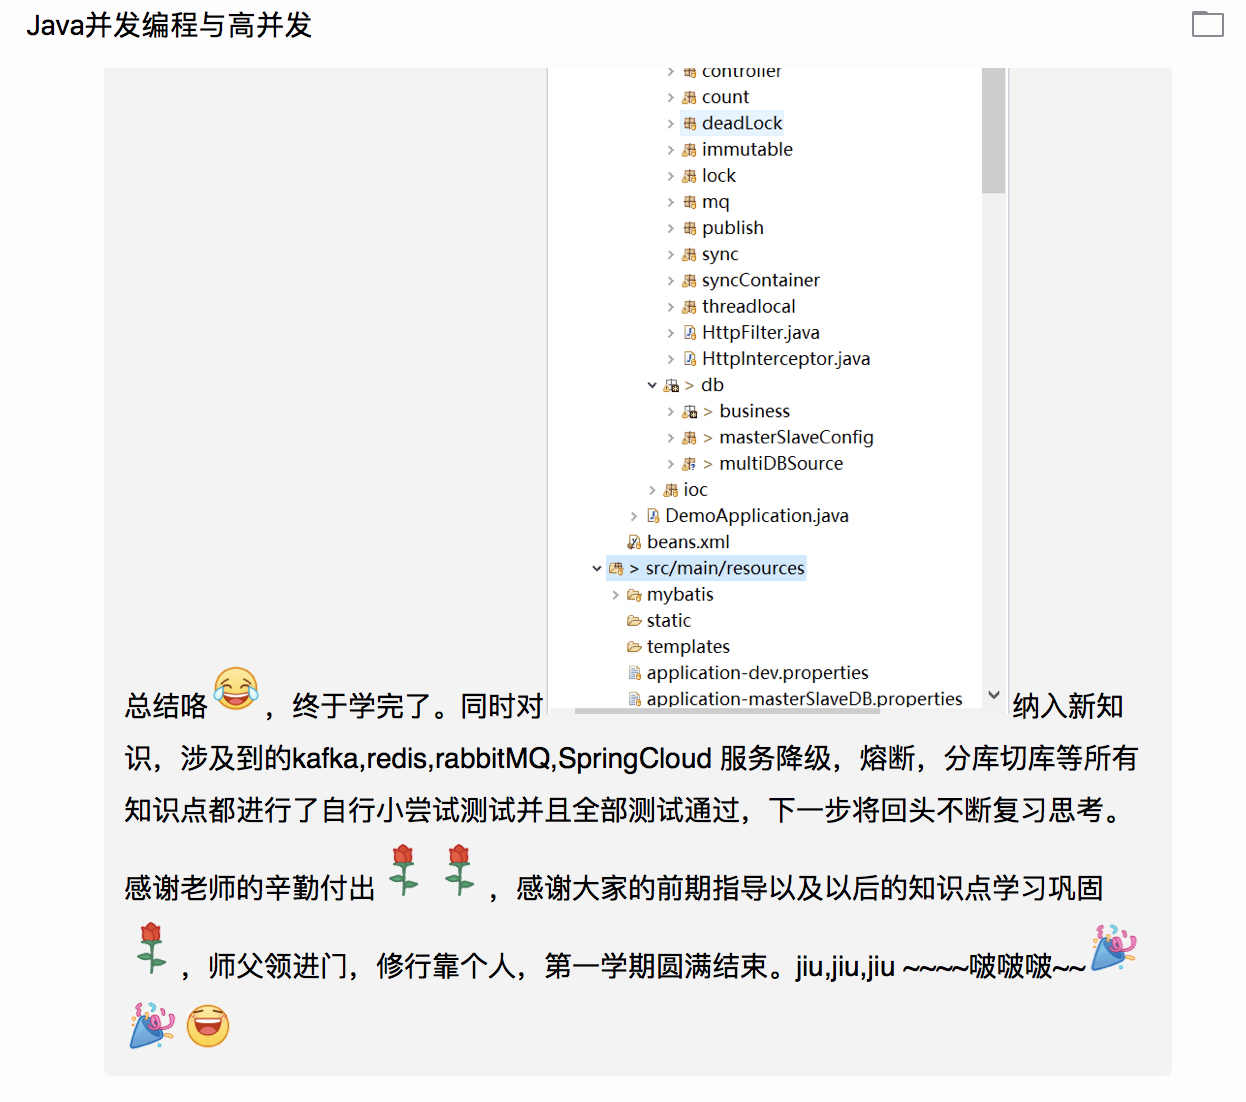 Java并发编程与高并发
controller
count
deadLock
immutable
lock
mq
publish
sync
syncContainer
threadlocal
HttpFilter.java
HttpInterceptor.java
> db
> business
> masterSlaveConfig
> multiDBSource
ioc
DemoApplication.java
beans.xml
> src/main/resources
mybatis
static
templates
application-dev.properties
application-masterSlaveDB.properties
总结咯😂，终于学完了。同时对 纳入新知
识，涉及到的kafka,redis,rabbitMQ,SpringCloud 服务降级，熔断，分库切库等所有
知识点都进行了自行小尝试测试并且全部测试通过，下一步将回头不断复习思考。
感谢老师的辛勤付出🌹🌹，感谢大家的前期指导以及以后的知识点学习巩固
🌹，师父领进门，修行靠个人，第一学期圆满结束。jiu,jiu,jiu ~~~~啵啵啵~~🎉
🎉😄